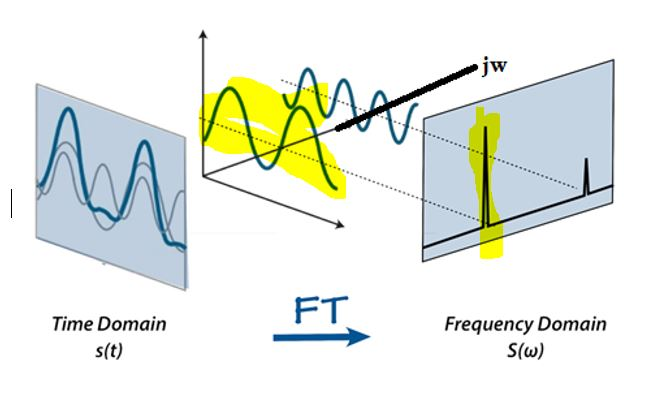 jw
FT
Time Domain
s(t)
Frequency Domain
S(ω)